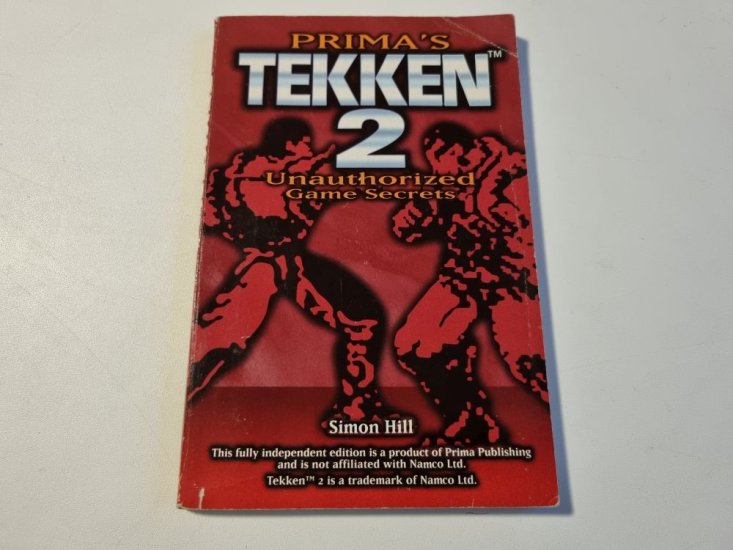 PRIMA'S
TEKKEN™
2
Unauthorized
Game Secrets
Simon Hill
This fully independent edition is a product of Prima Publishing
and is not affiliated with Namco Ltd.
Tekken™ 2 is a trademark of Namco Ltd.